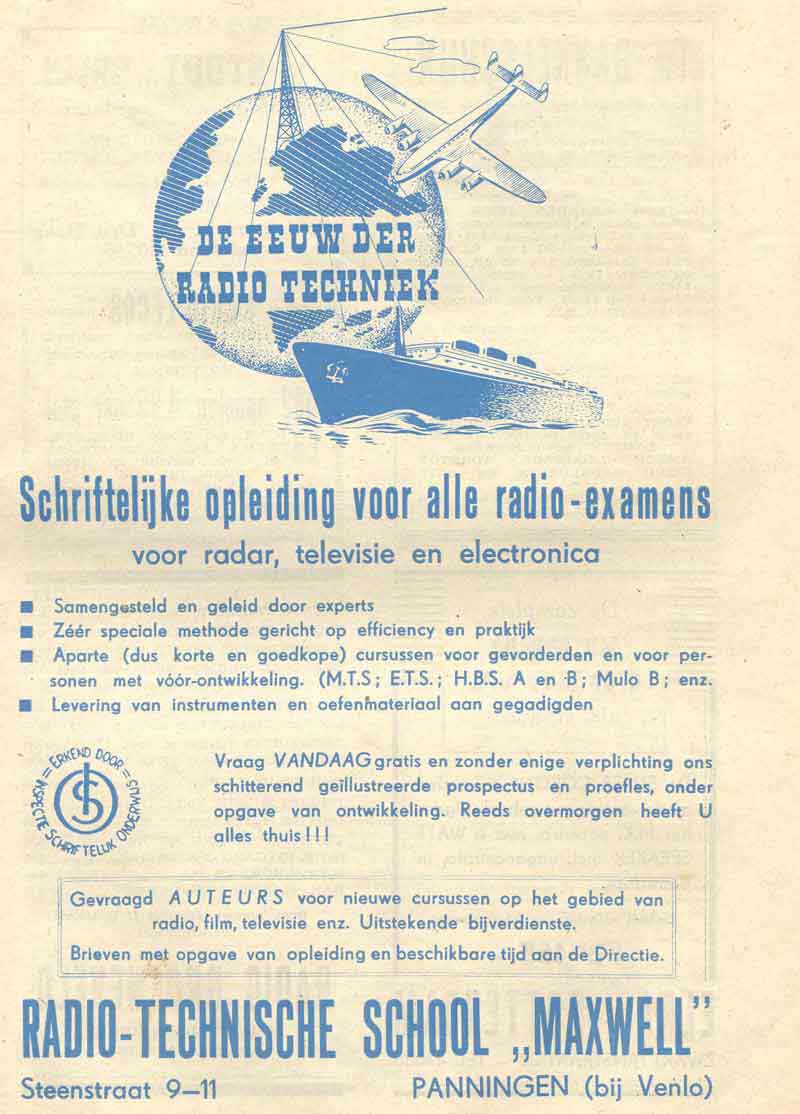 DE EEUW DER
RADIO TECHNIEK
Schriftelijke opleiding voor alle radio-examens
voor radar, televisie en electronica
■ Samengesteld en geleid door experts
■ Zéér speciale methode gericht op efficiency en praktijk
■ Aparte (dus korte en goedkope) cursussen voor gevorderden en voor per-
sonen met vóór-ontwikkeling. (M.T.S; E.T.S.; H.B.S. A en B; Mulo B; enz.
■ Levering van instrumenten en oefenmateriaal aan gegadigden
= ERKEND DOOR =
INSPECTIE SCHRIFTELIJK ONDERWIJS
Vraag VANDAAG gratis en zonder enige verplichting ons
schitterend geïllustreerde prospectus en proefles, onder
opgave van ontwikkeling. Reeds overmorgen heeft U
alles thuis!!!
Gevraagd AUTEURS voor nieuwe cursussen op het gebied van
radio, film, televisie enz. Uitstekende bijverdienste.
Brieven met opgave van opleiding en beschikbare tijd aan de Directie.
RADIO-TECHNISCHE SCHOOL „MAXWELL”
Steenstraat 9–11 PANNINGEN (bij Venlo)